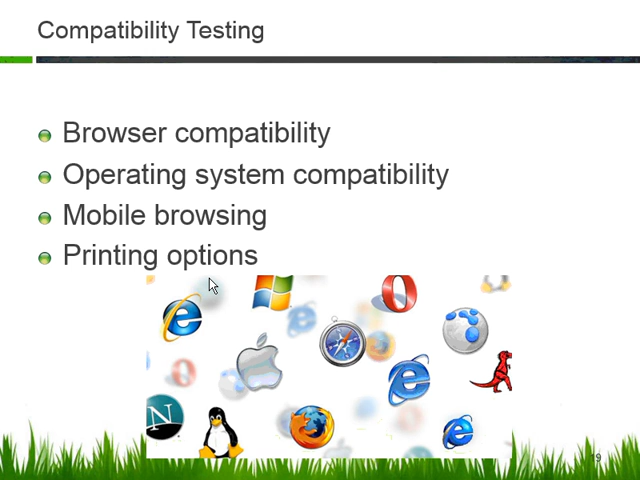 Compatibility Testing
Browser compatibility
Operating system compatibility
Mobile browsing
Printing options
N